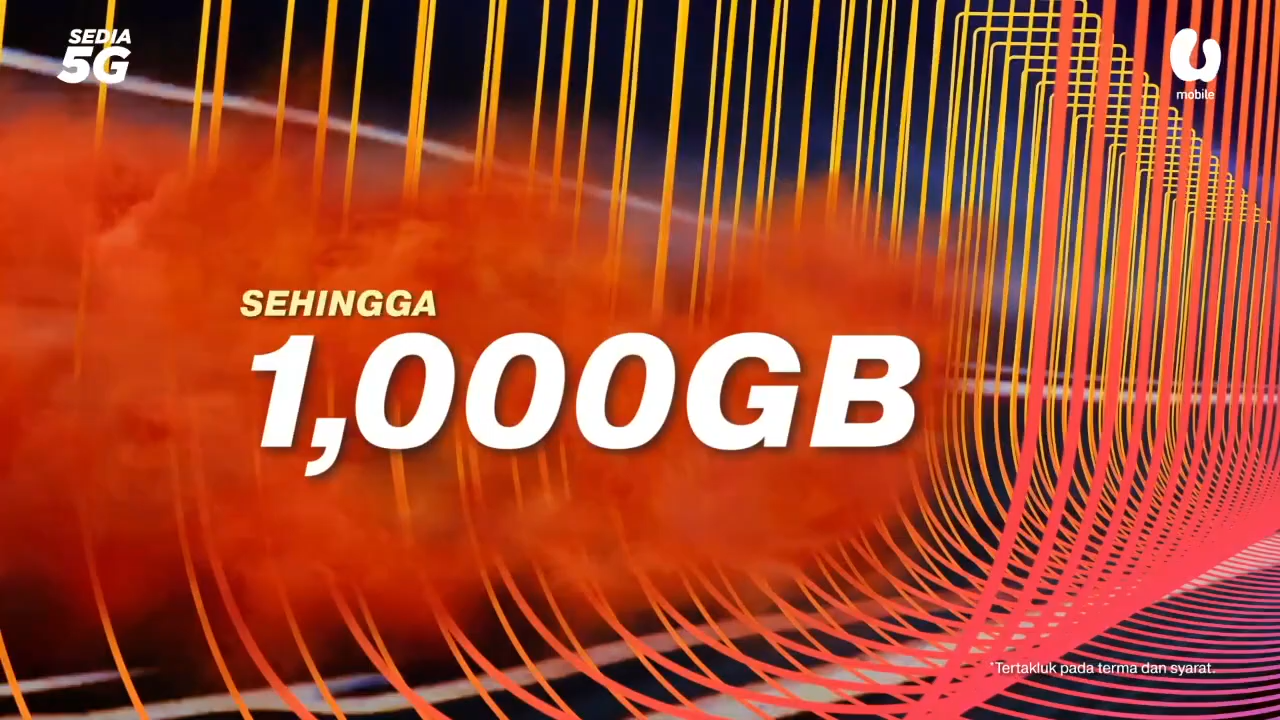 SEDIA
5G
U
mobile
SEHINGGA
1,000GB
*Tertakluk pada terma dan syarat.